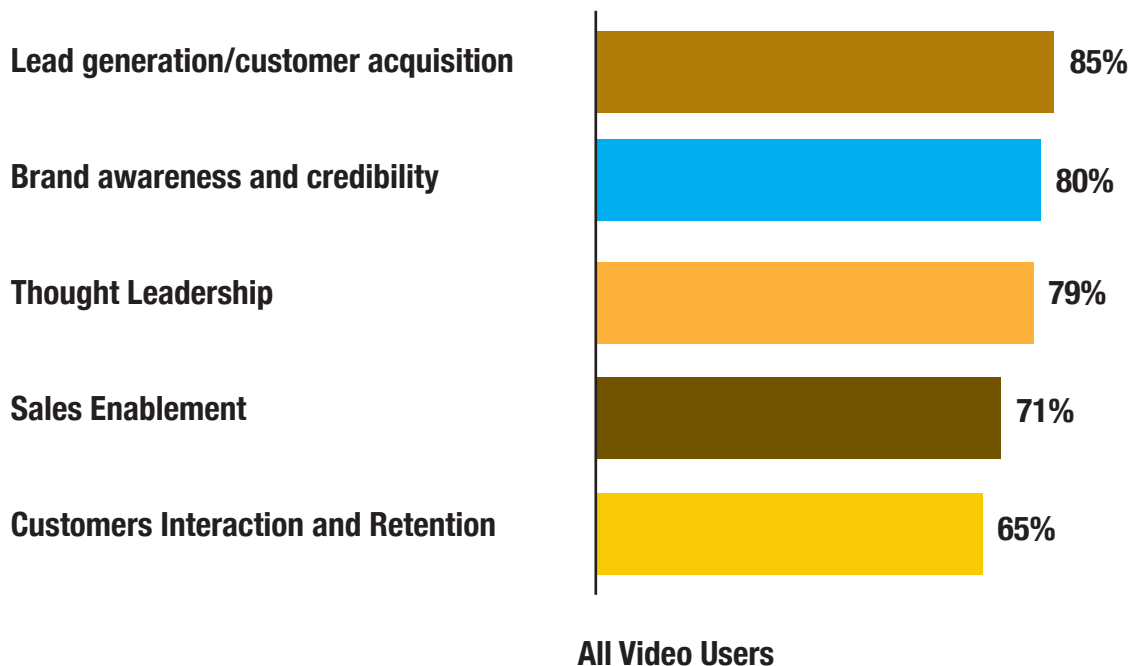 Lead generation/customer acquisition 85%
Brand awareness and credibility 80%
Thought Leadership 79%
Sales Enablement 71%
Customers Interaction and Retention 65%
All Video Users